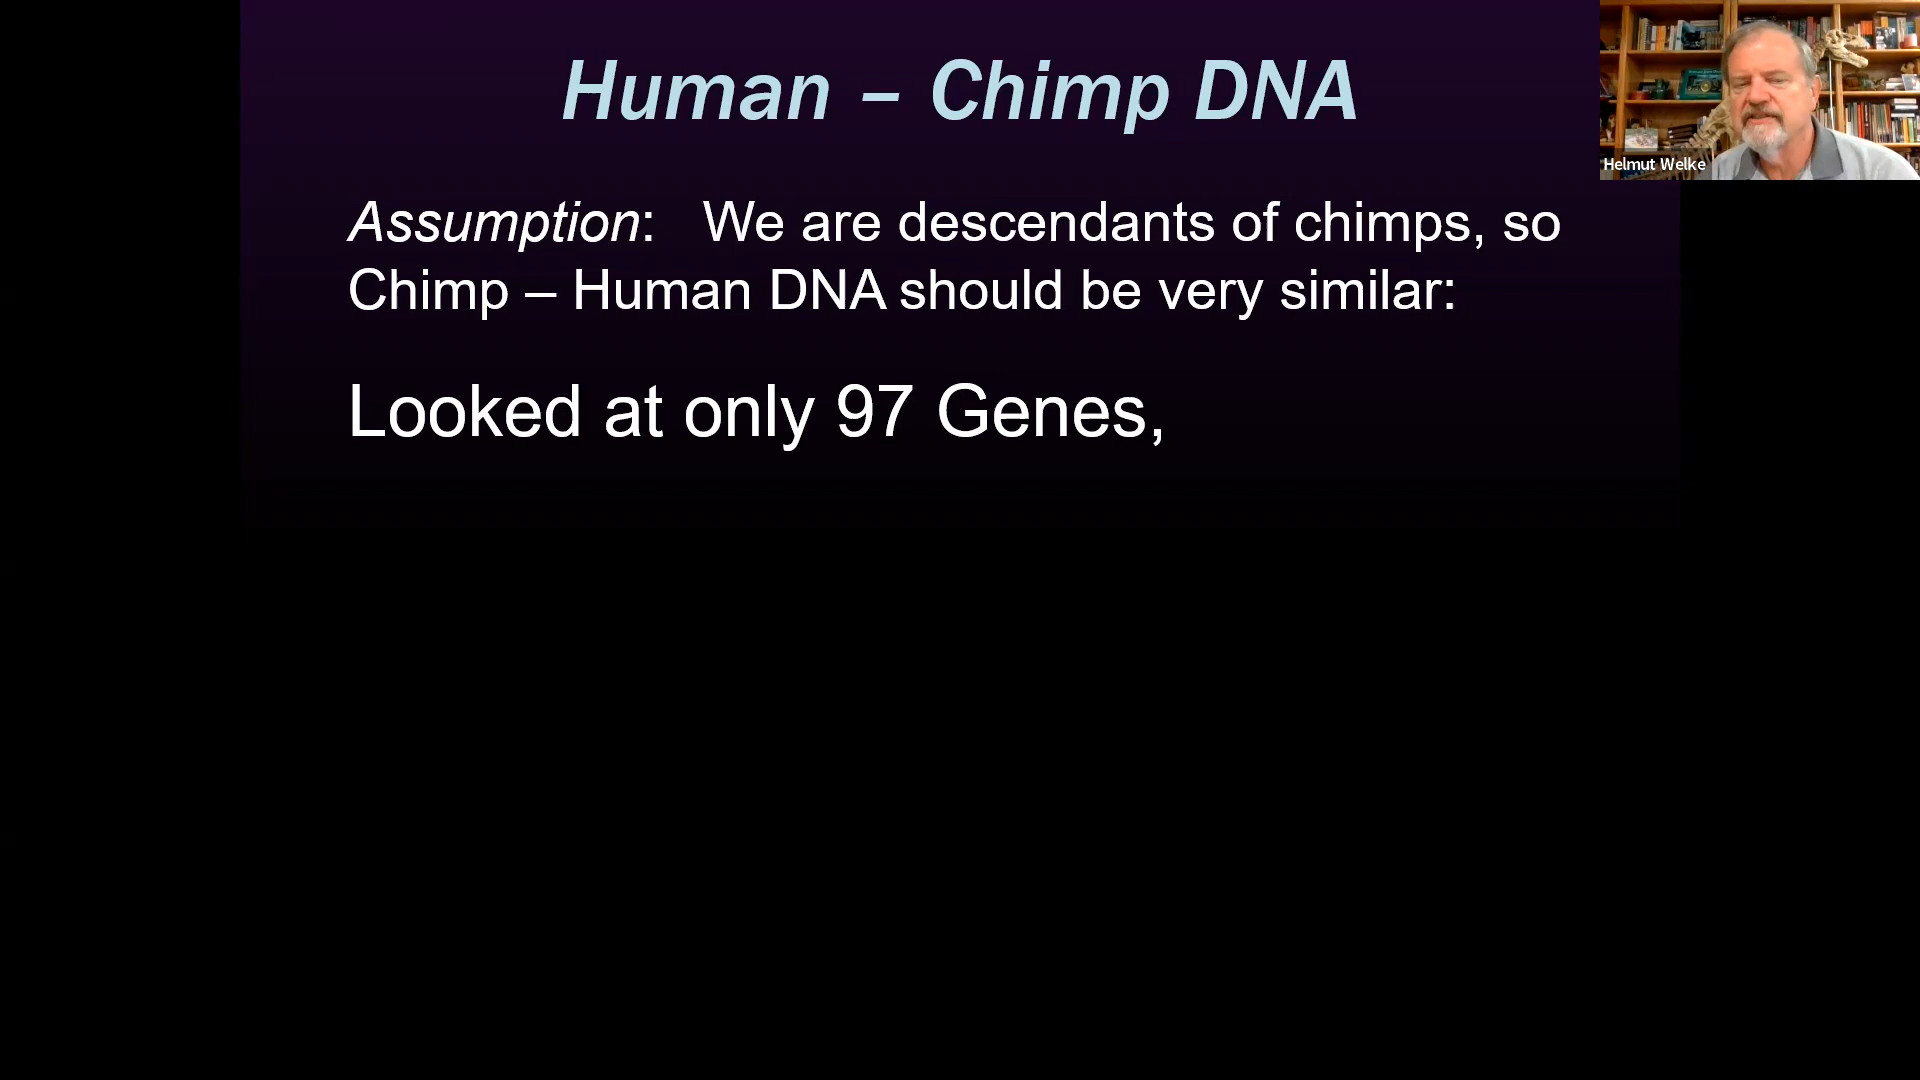 Human – Chimp DNA
Helmut Welke
Assumption: We are descendants of chimps, so
Chimp – Human DNA should be very similar:
Looked at only 97 Genes,